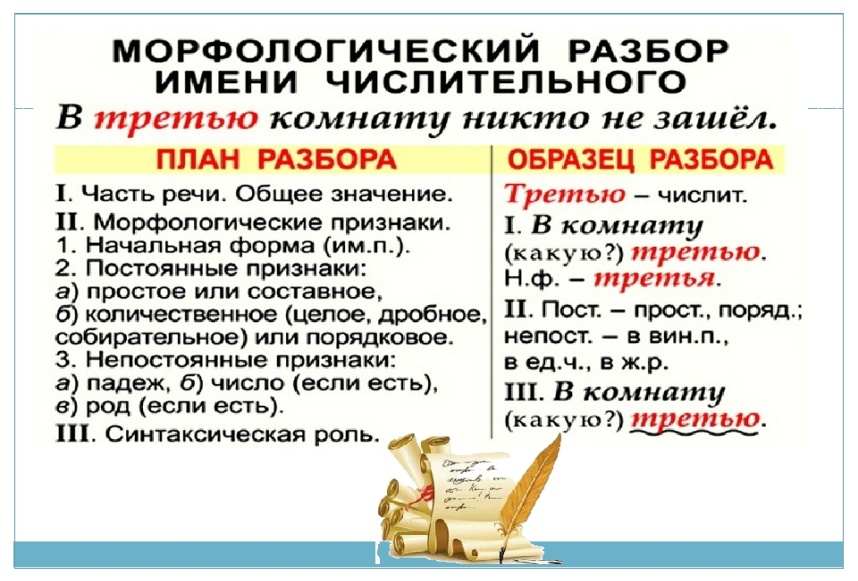 МОРФОЛОГИЧЕСКИЙ РАЗБОР
ИМЕНИ ЧИСЛИТЕЛЬНОГО
В третью комнату никто не зашёл.
ПЛАН РАЗБОРА
I. Часть речи. Общее значение.
II. Морфологические признаки.
1. Начальная форма (им.п.).
2. Постоянные признаки:
а) простое или составное,
б) количественное (целое, дробное,
собирательное) или порядковое.
3. Непостоянные признаки:
а) падеж, б) число (если есть),
в) род (если есть).
III. Синтаксическая роль.
ОБРАЗЕЦ РАЗБОРА
Третью – числит.
I. В комнату
(какую?) третью.
Н.ф. – третья.
II. Пост. – прост., поряд.;
непост. – в вин.п.,
в ед.ч., в ж.р.
III. В комнату
(какую?) третью.